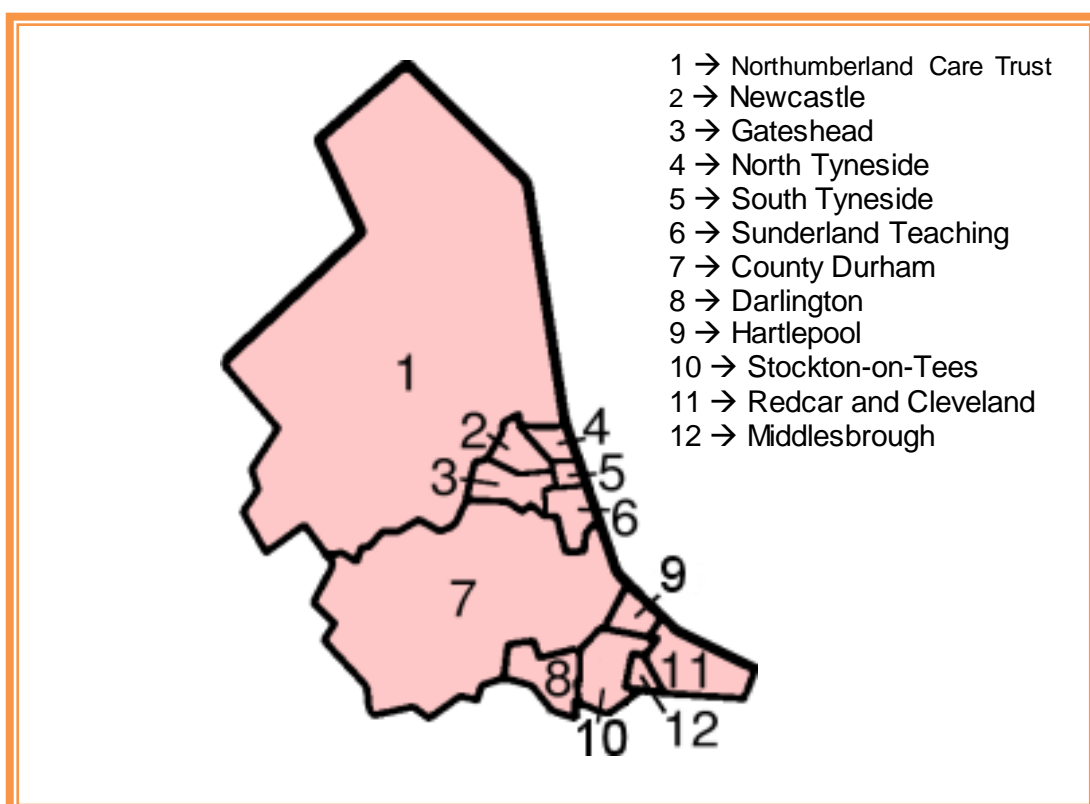 1 → Northumberland Care Trust
2 → Newcastle
3 → Gateshead
4 → North Tyneside
5 → South Tyneside
6 → Sunderland Teaching
7 → County Durham
8 → Darlington
9 → Hartlepool
10 → Stockton-on-Tees
11 → Redcar and Cleveland
12 → Middlesbrough
1
2
4
3
5
6
7
9
8
11
10
12